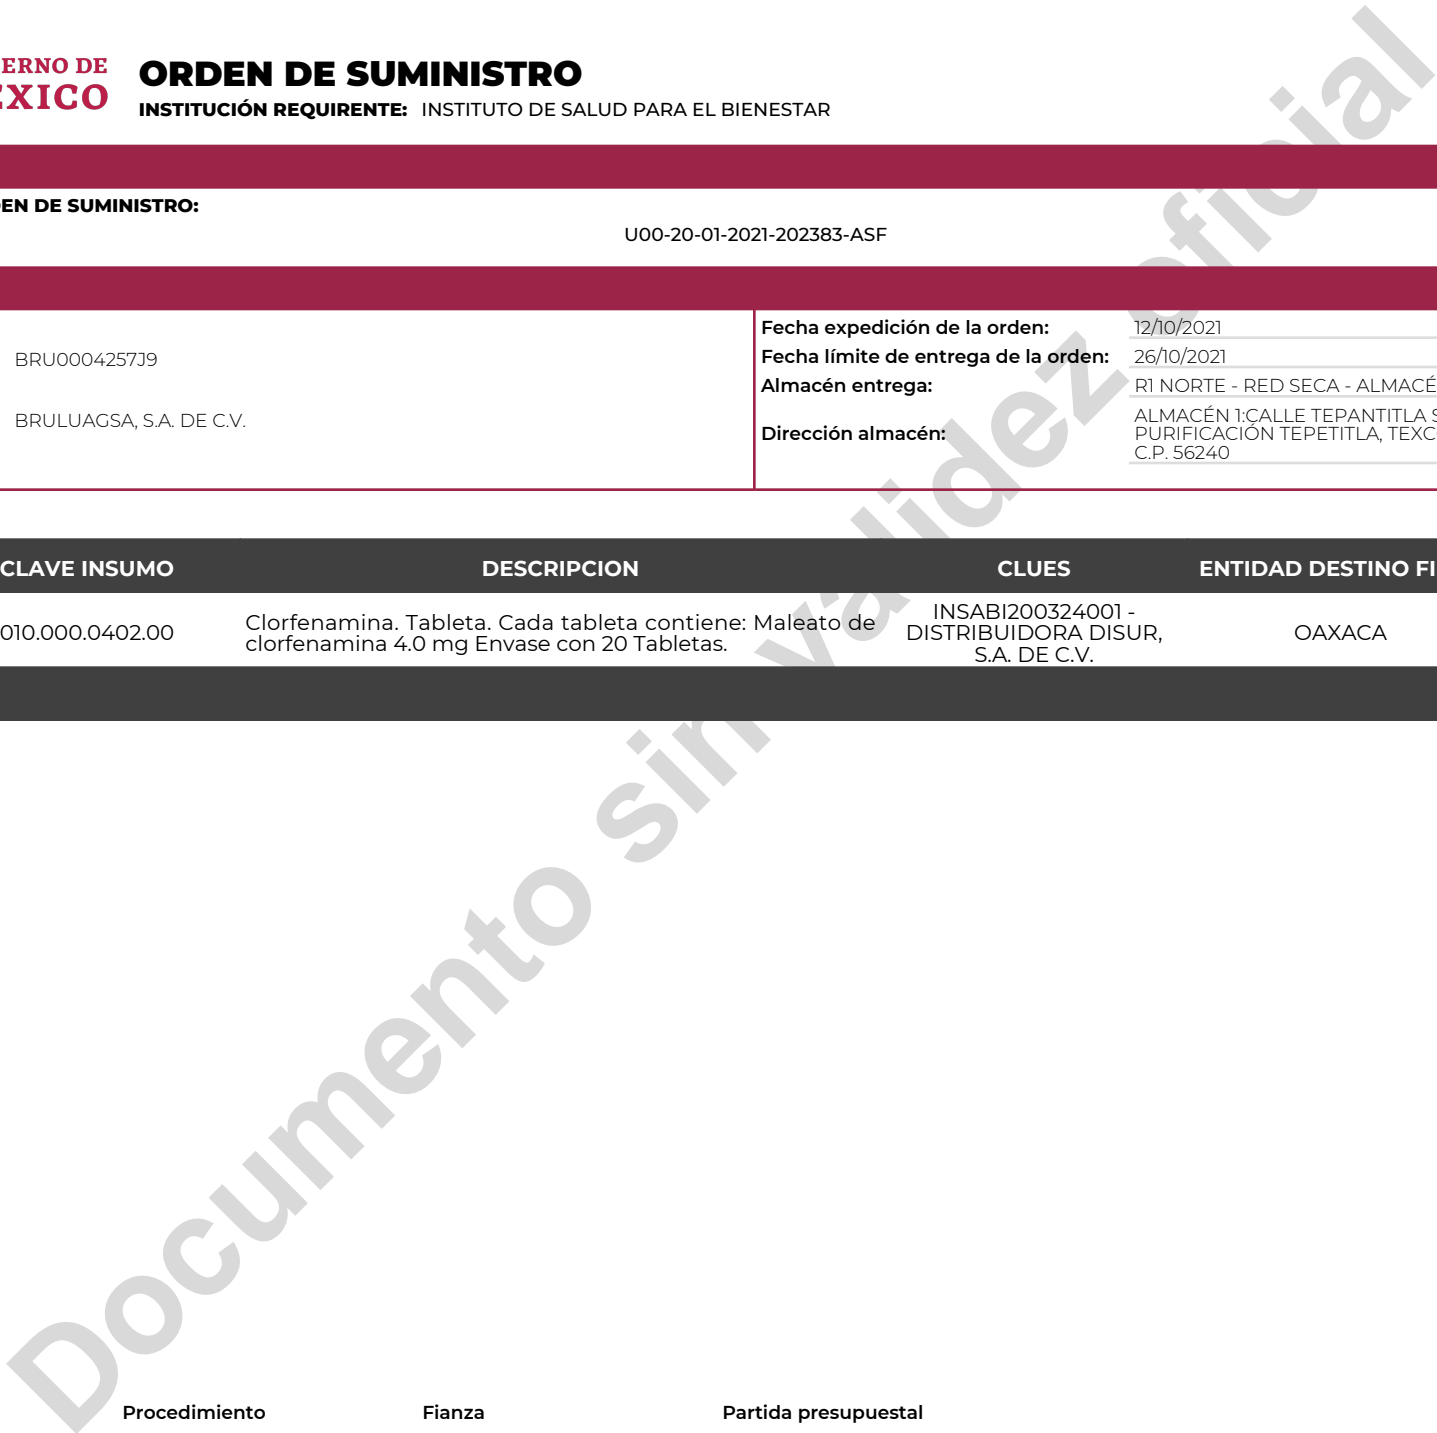 ERNO DE
EXICO
ORDEN DE SUMINISTRO
INSTITUCIÓN REQUIRENTE: INSTITUTO DE SALUD PARA EL BIENESTAR
EN DE SUMINISTRO:
U00-20-01-2021-202383-ASF
BRU0004257J9
BRULUAGSA, S.A. DE C.V.
Fecha expedición de la orden: 12/10/2021
Fecha límite de entrega de la orden: 26/10/2021
Almacén entrega: R1 NORTE - RED SECA - ALMACÉ
Dirección almacén: ALMACÉN 1:CALLE TEPANTITLA S
PURIFICACIÓN TEPETITLA, TEXC
C.P. 56240
CLAVE INSUMO DESCRIPCION CLUES ENTIDAD DESTINO FI
010.000.0402.00
Clorfenamina. Tableta. Cada tableta contiene: Maleato de
clorfenamina 4.0 mg Envase con 20 Tabletas.
INSABI200324001 -
DISTRIBUIDORA DISUR,
S.A. DE C.V.
OAXACA
Documento sin validez oficial
Procedimiento Fianza Partida presupuestal